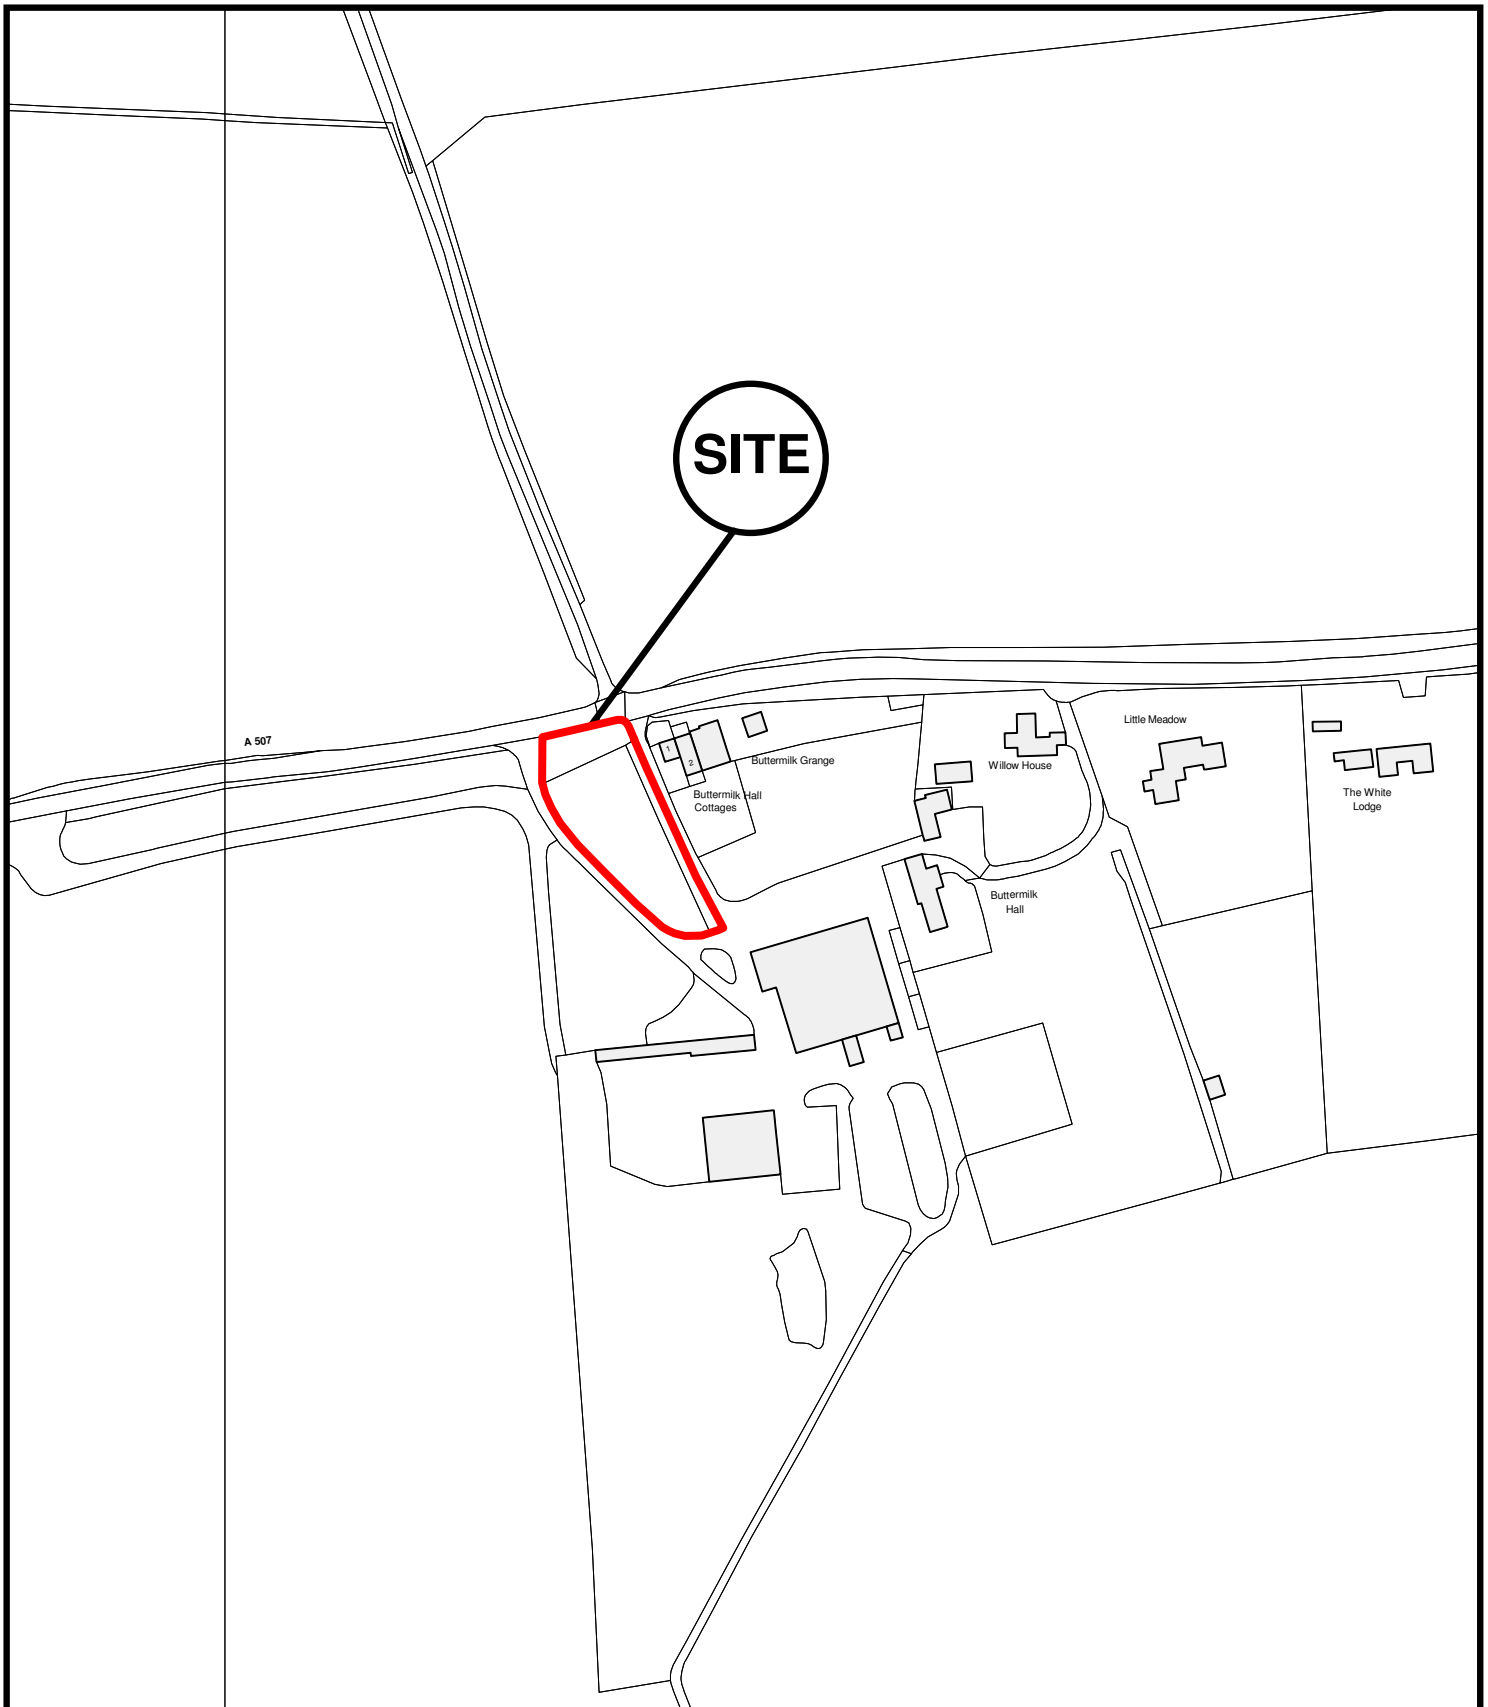 SITE
A 507
Little Meadow
1
2
Buttermilk Grange
Willow House
Buttermilk Hall
Cottages
The White
Lodge
Buttermilk
Hall